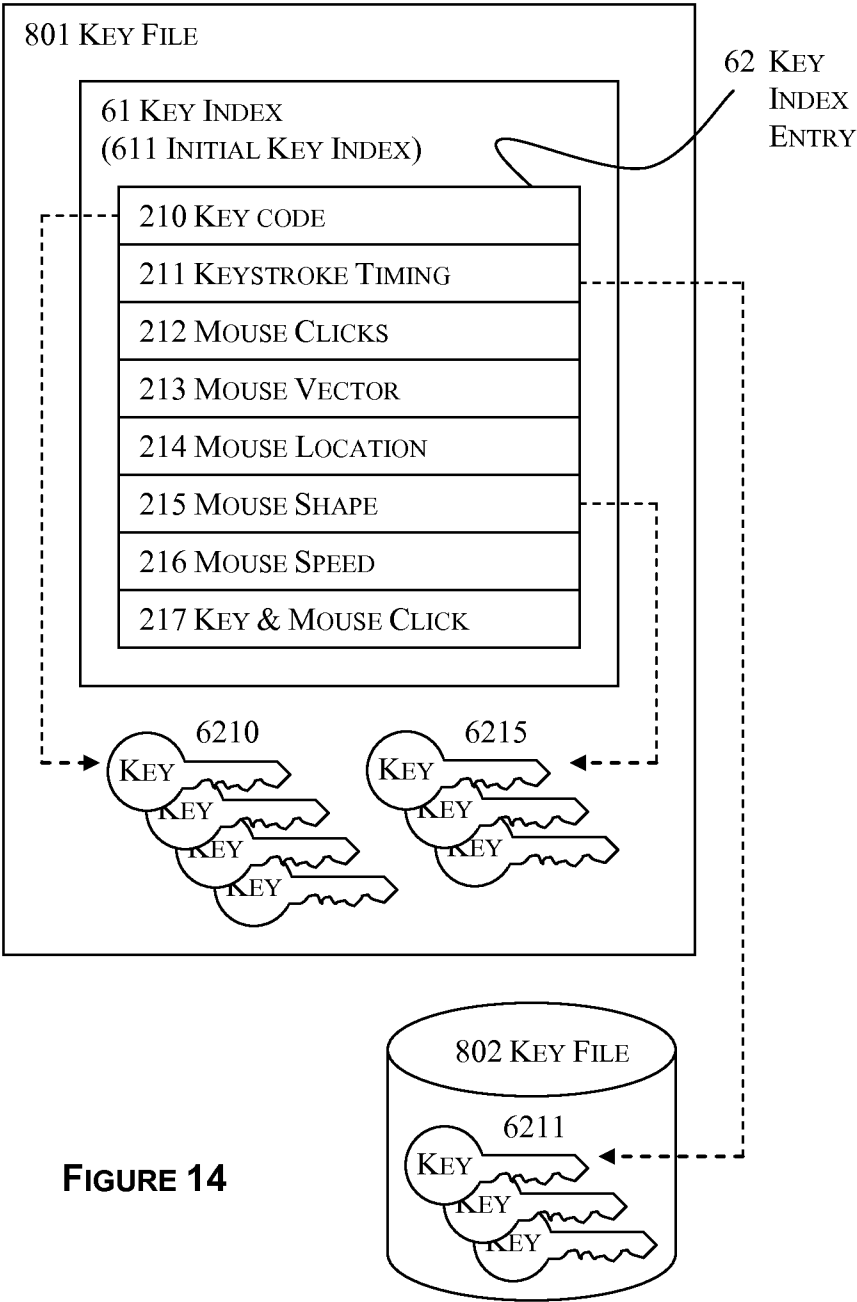 801 KEY FILE
62 KEY
INDEX
ENTRY
61 KEY INDEX
(611 INITIAL KEY INDEX)
210 KEY CODE
211 KEYSTROKE TIMING
212 MOUSE CLICKS
213 MOUSE VECTOR
214 MOUSE LOCATION
215 MOUSE SHAPE
216 MOUSE SPEED
217 KEY & MOUSE CLICK
6210
KEY
KEY
KEY
KEY
6215
KEY
KEY
KEY
802 KEY FILE
6211
KEY
KEY
KEY
FIGURE 14